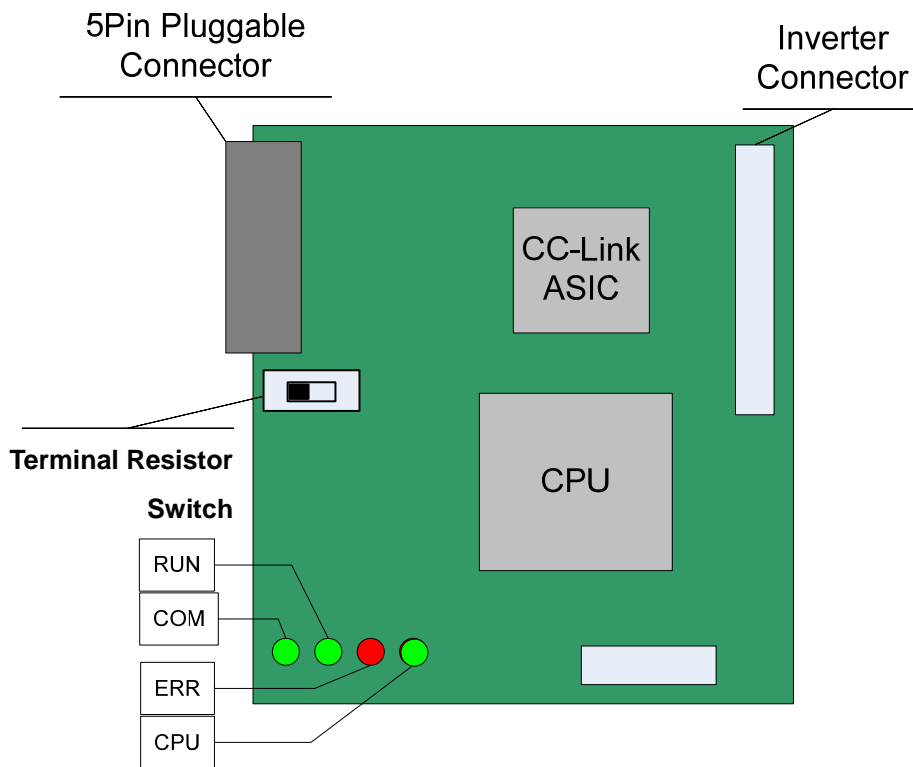 5Pin Pluggable
Connector
Inverter
Connector
CC-Link
ASIC
CPU
Terminal Resistor
Switch
RUN
COM
ERR
CPU